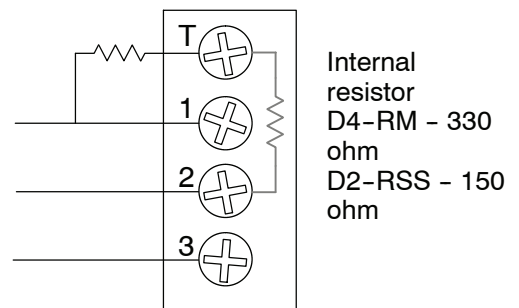 T
1
2
3
Internal
resistor
D4-RM - 330
ohm
D2-RSS - 150
ohm